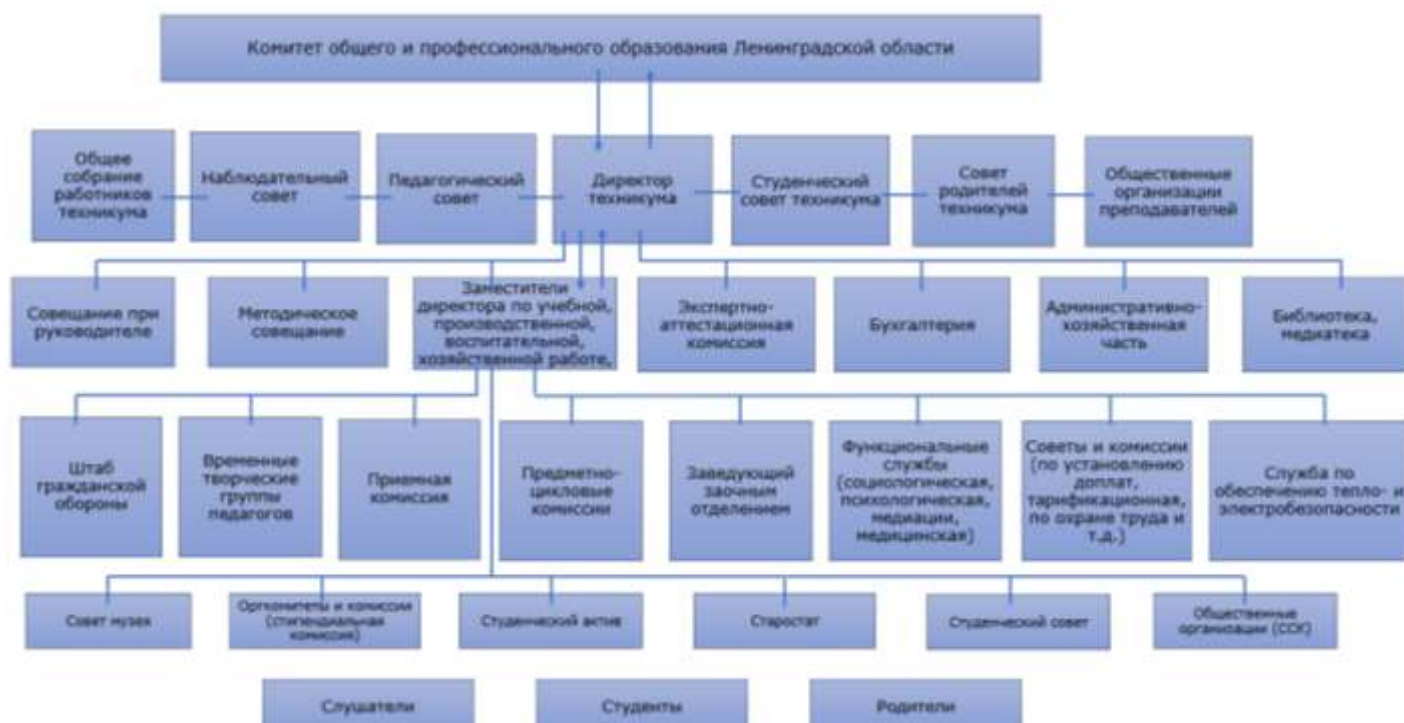 Комитет общего и профессионального образования Ленинградской области
Общее
собрание
работников
техникума
Наблюдательный
совет
Педагогический
совет
Директор
техникума
Студенческий
совет техникума
Совет
родителей
техникума
Общественные
организации
преподавателей
Совещание при
руководителе
Методическое
совещание
Заместители
директора по учебной,
производственной,
воспитательной,
хозяйственной работе,
Экспертно-
аттестационная
комиссия
Бухгалтерия
Административно-
хозяйственная
часть
Библиотека,
медиатека
Штаб
гражданской
обороны
Временные
творческие
группы
педагогов
Приемная
комиссия
Предметно-
цикловые
комиссии
Заведующий
заочным
отделением
Функциональные
службы
(социологическая,
психологическая,
медиации,
медицинская)
Советы и комиссии
(по установлению
доплат,
тарификационная,
по охране труда и
т.д.)
Служба по
обеспечению тепло- и
электробезопасности
Совет музея
Оргкомитеты и комиссии
(стипендиальная
комиссия)
Студенческий актив
Старостат
Студенческий совет
Общественные
организации (ССК)
Слушатели
Студенты
Родители